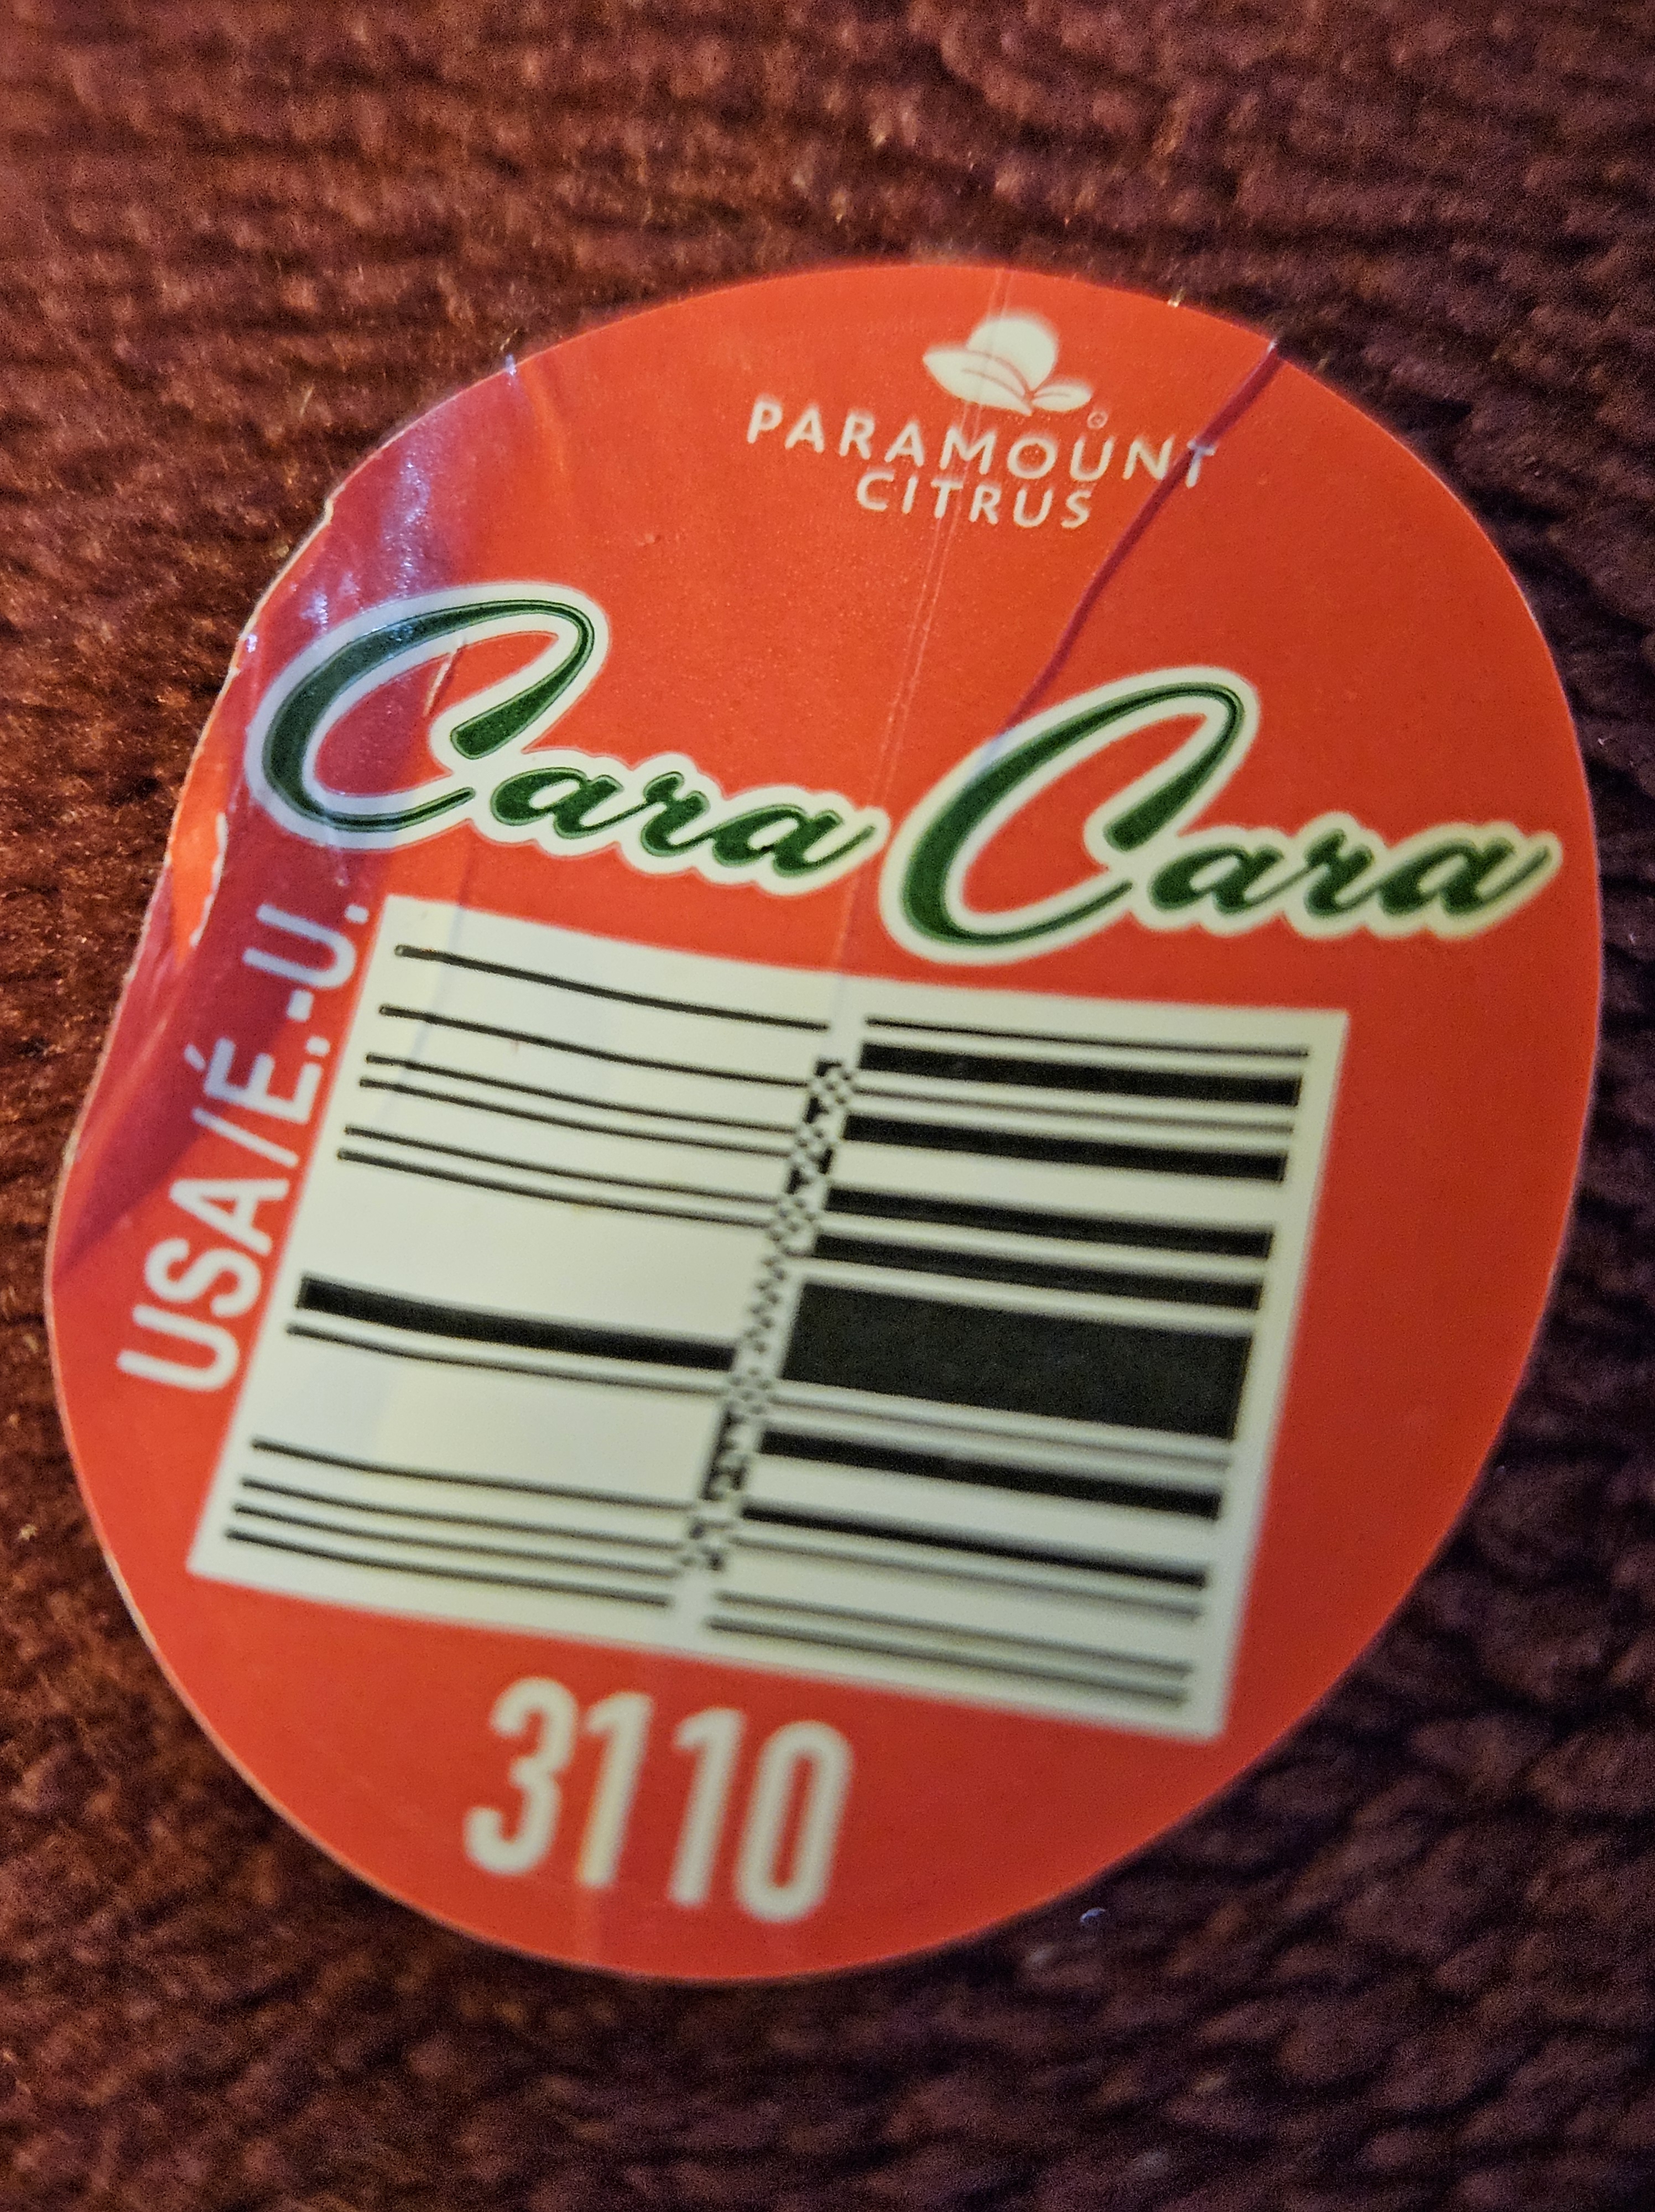 PARAMOUNT
CITRUS
Cara Cara
USA/É.-U.
3110